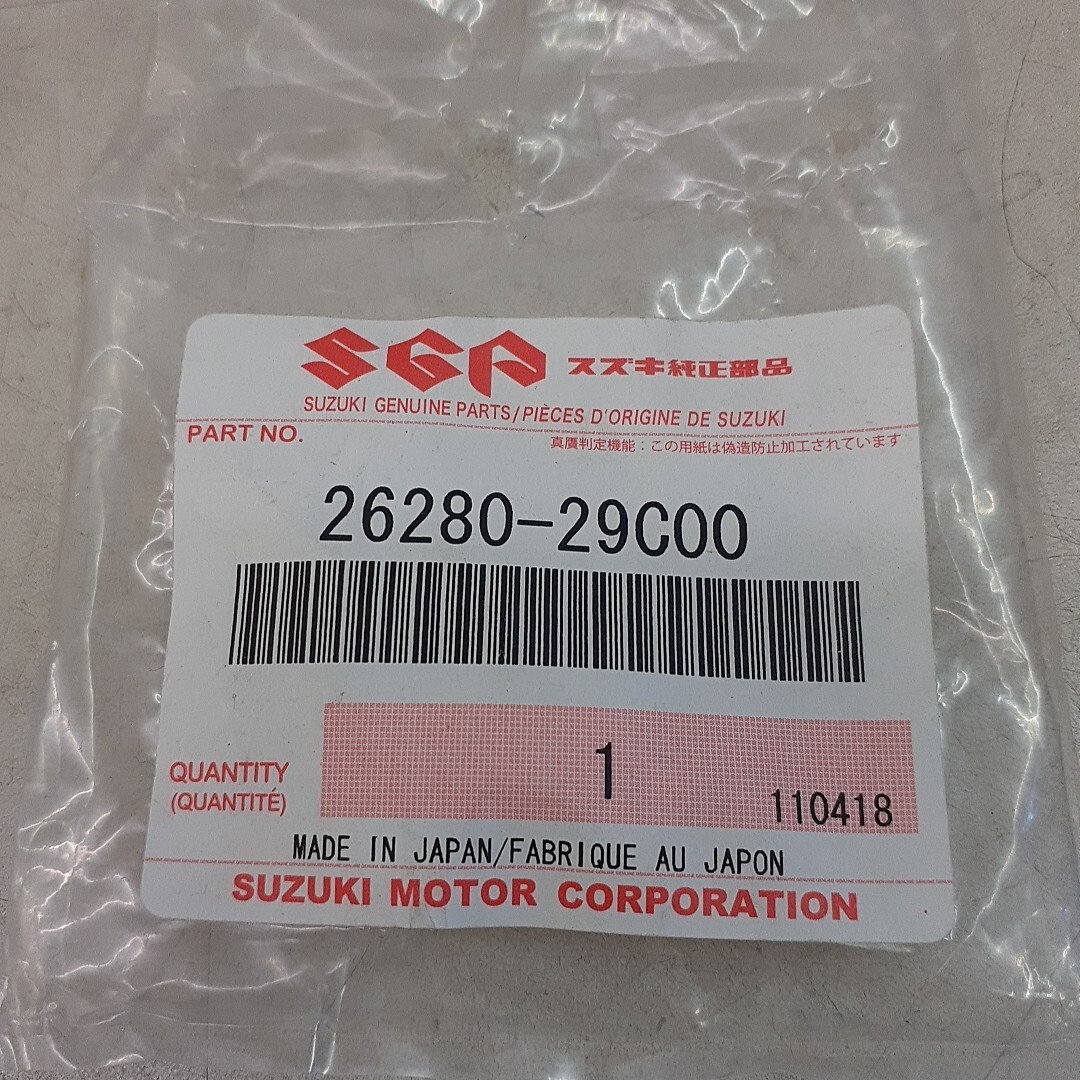 SGP スズキ純正部品
SUZUKI GENUINE PARTS/PIÈCES D'ORIGINE DE SUZUKI
PART NO.
真贋判定機能：この用紙は偽造防止加工されています
26280-29C00
1
QUANTITY
(QUANTITÉ)
110418
MADE IN JAPAN/FABRIQUE AU JAPON
SUZUKI MOTOR CORPORATION